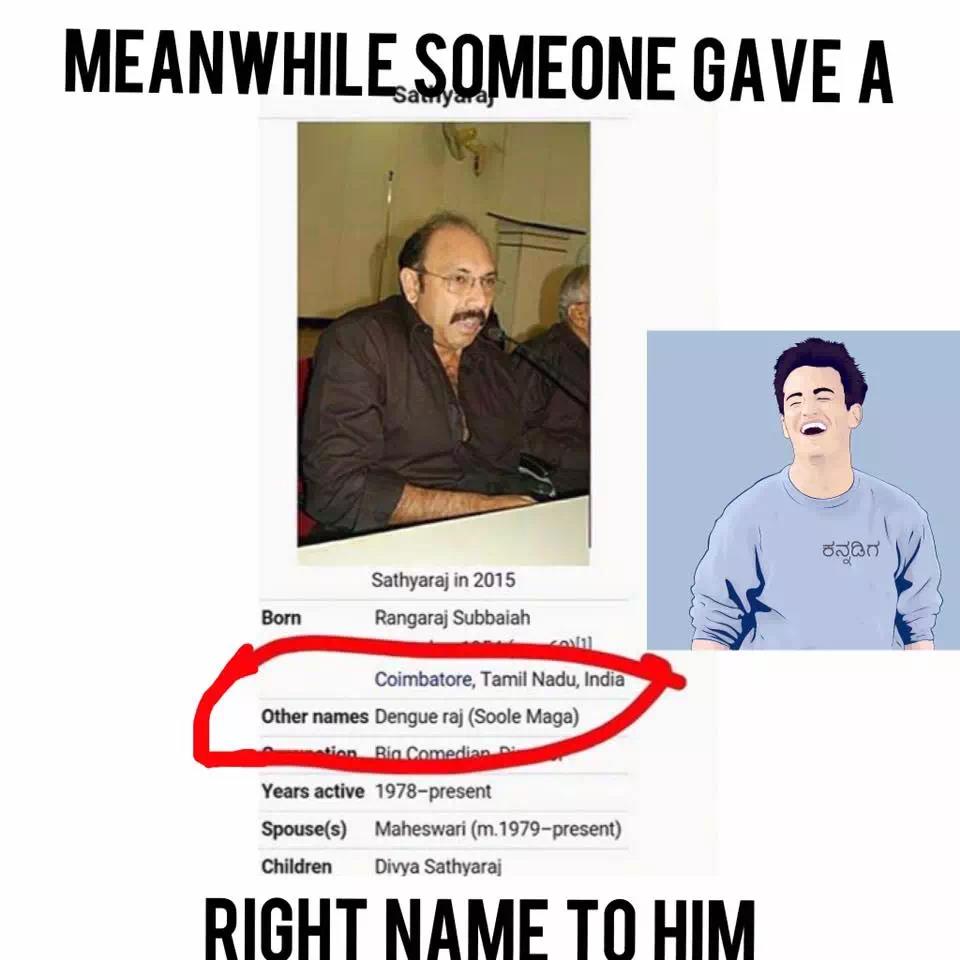 MEANWHILE SOMEONE GAVE A
Sathyaraj
ಕನ್ನಡಿಗ
Sathyaraj in 2015
Born Rangaraj Subbaiah
Coimbatore, Tamil Nadu, India
Other names Dengue raj (Soole Maga)
Big Comedian
Years active 1978–present
Spouse(s) Maheswari (m.1979–present)
Children Divya Sathyaraj
RIGHT NAME TO HIM